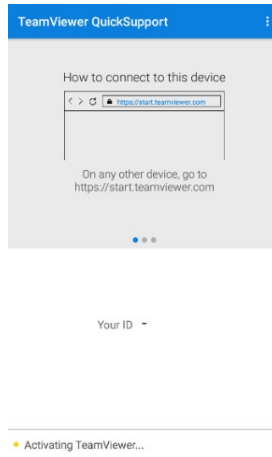 TeamViewer QuickSupport
How to connect to this device
https://start.teamviewer.com
On any other device, go to
https://start.teamviewer.com
Your ID -
Activating TeamViewer...